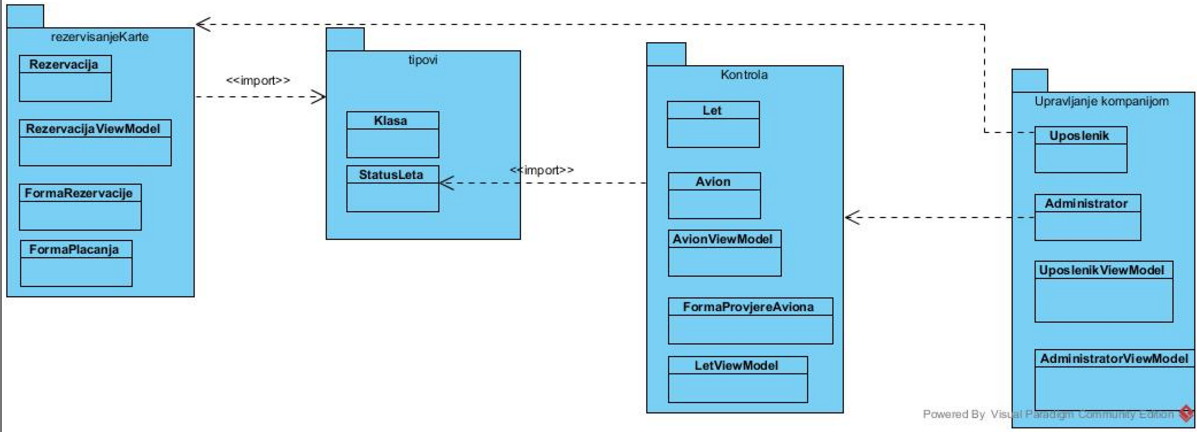 rezervisanjeKarte
Rezervacija
RezervacijaViewModel
FormaRezervacije
FormaPlacanja
<<import>>
tipovi
Klasa
StatusLeta
<<import>>
Kontrola
Let
Avion
AvionViewModel
FormaProvjereAviona
LetViewModel
Upravljanje kompanijom
Uposlenik
Administrator
UposlenikViewModel
AdministratorViewModel
Powered By Visual Paradigm Community Edition